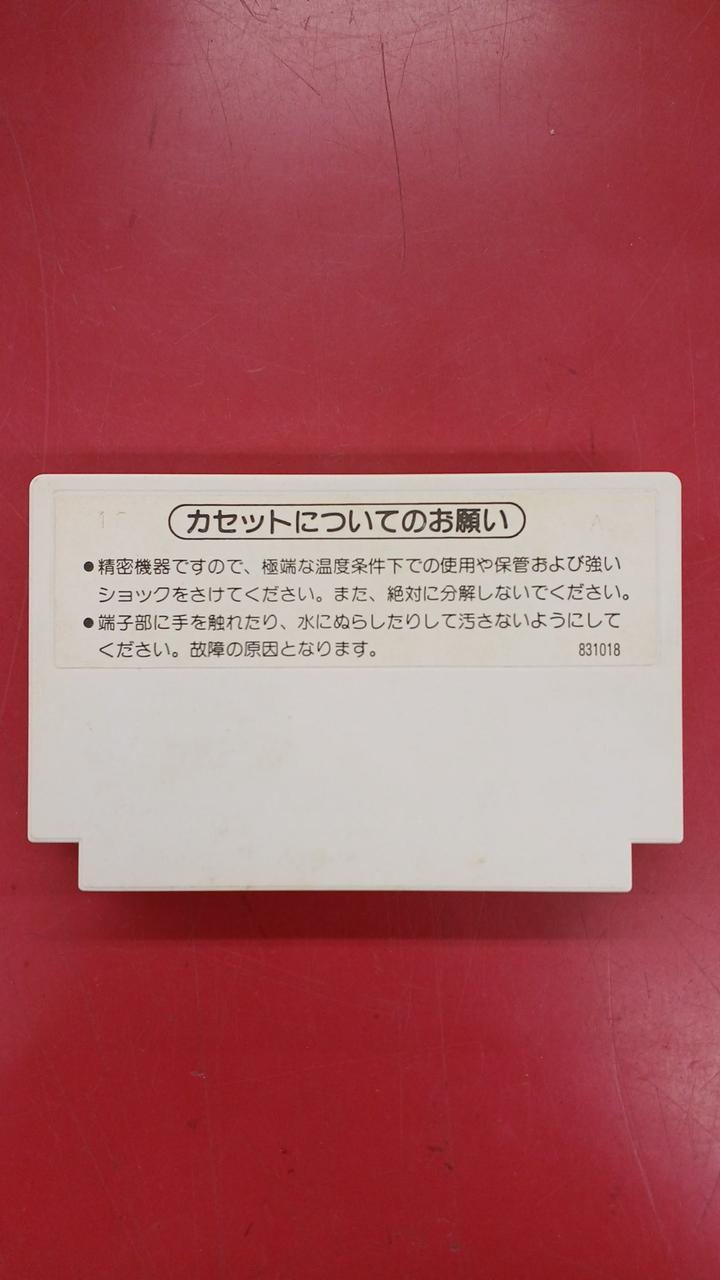 カセットについてのお願い
●精密機器ですので、極端な温度条件下での使用や保管および強い
ショックをさけてください。また、絶対に分解しないでください。
●端子部に手を触れたり、水にぬらしたりして汚さないようにして
ください。故障の原因となります。 831018